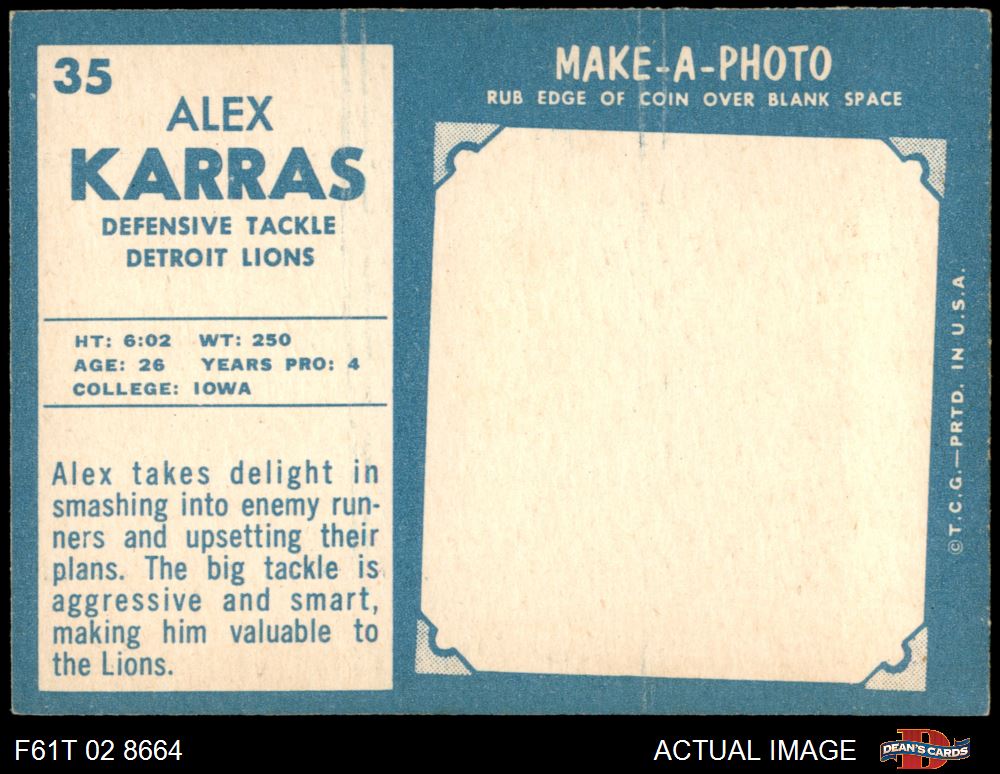 35
ALEX
KARRAS
DEFENSIVE TACKLE
DETROIT LIONS
HT: 6:02 WT: 250
AGE: 26 YEARS PRO: 4
COLLEGE: IOWA
Alex takes delight in
smashing into enemy run-
ners and upsetting their
plans. The big tackle is
aggressive and smart,
making him valuable to
the Lions.
MAKE-A-PHOTO
RUB EDGE OF COIN OVER BLANK SPACE
©T.C.G.—PRTD. IN U.S.A.
F61T 02 8664
ACTUAL IMAGE
DEAN'S CARDS